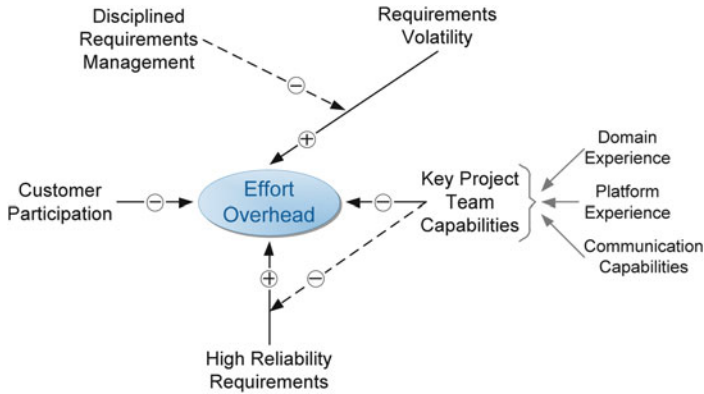 Disciplined
Requirements
Management
Requirements
Volatility
−
+
Customer
Participation
−
Effort
Overhead
−
Key Project
Team
Capabilities
Domain
Experience
Platform
Experience
Communication
Capabilities
+
−
High Reliability
Requirements